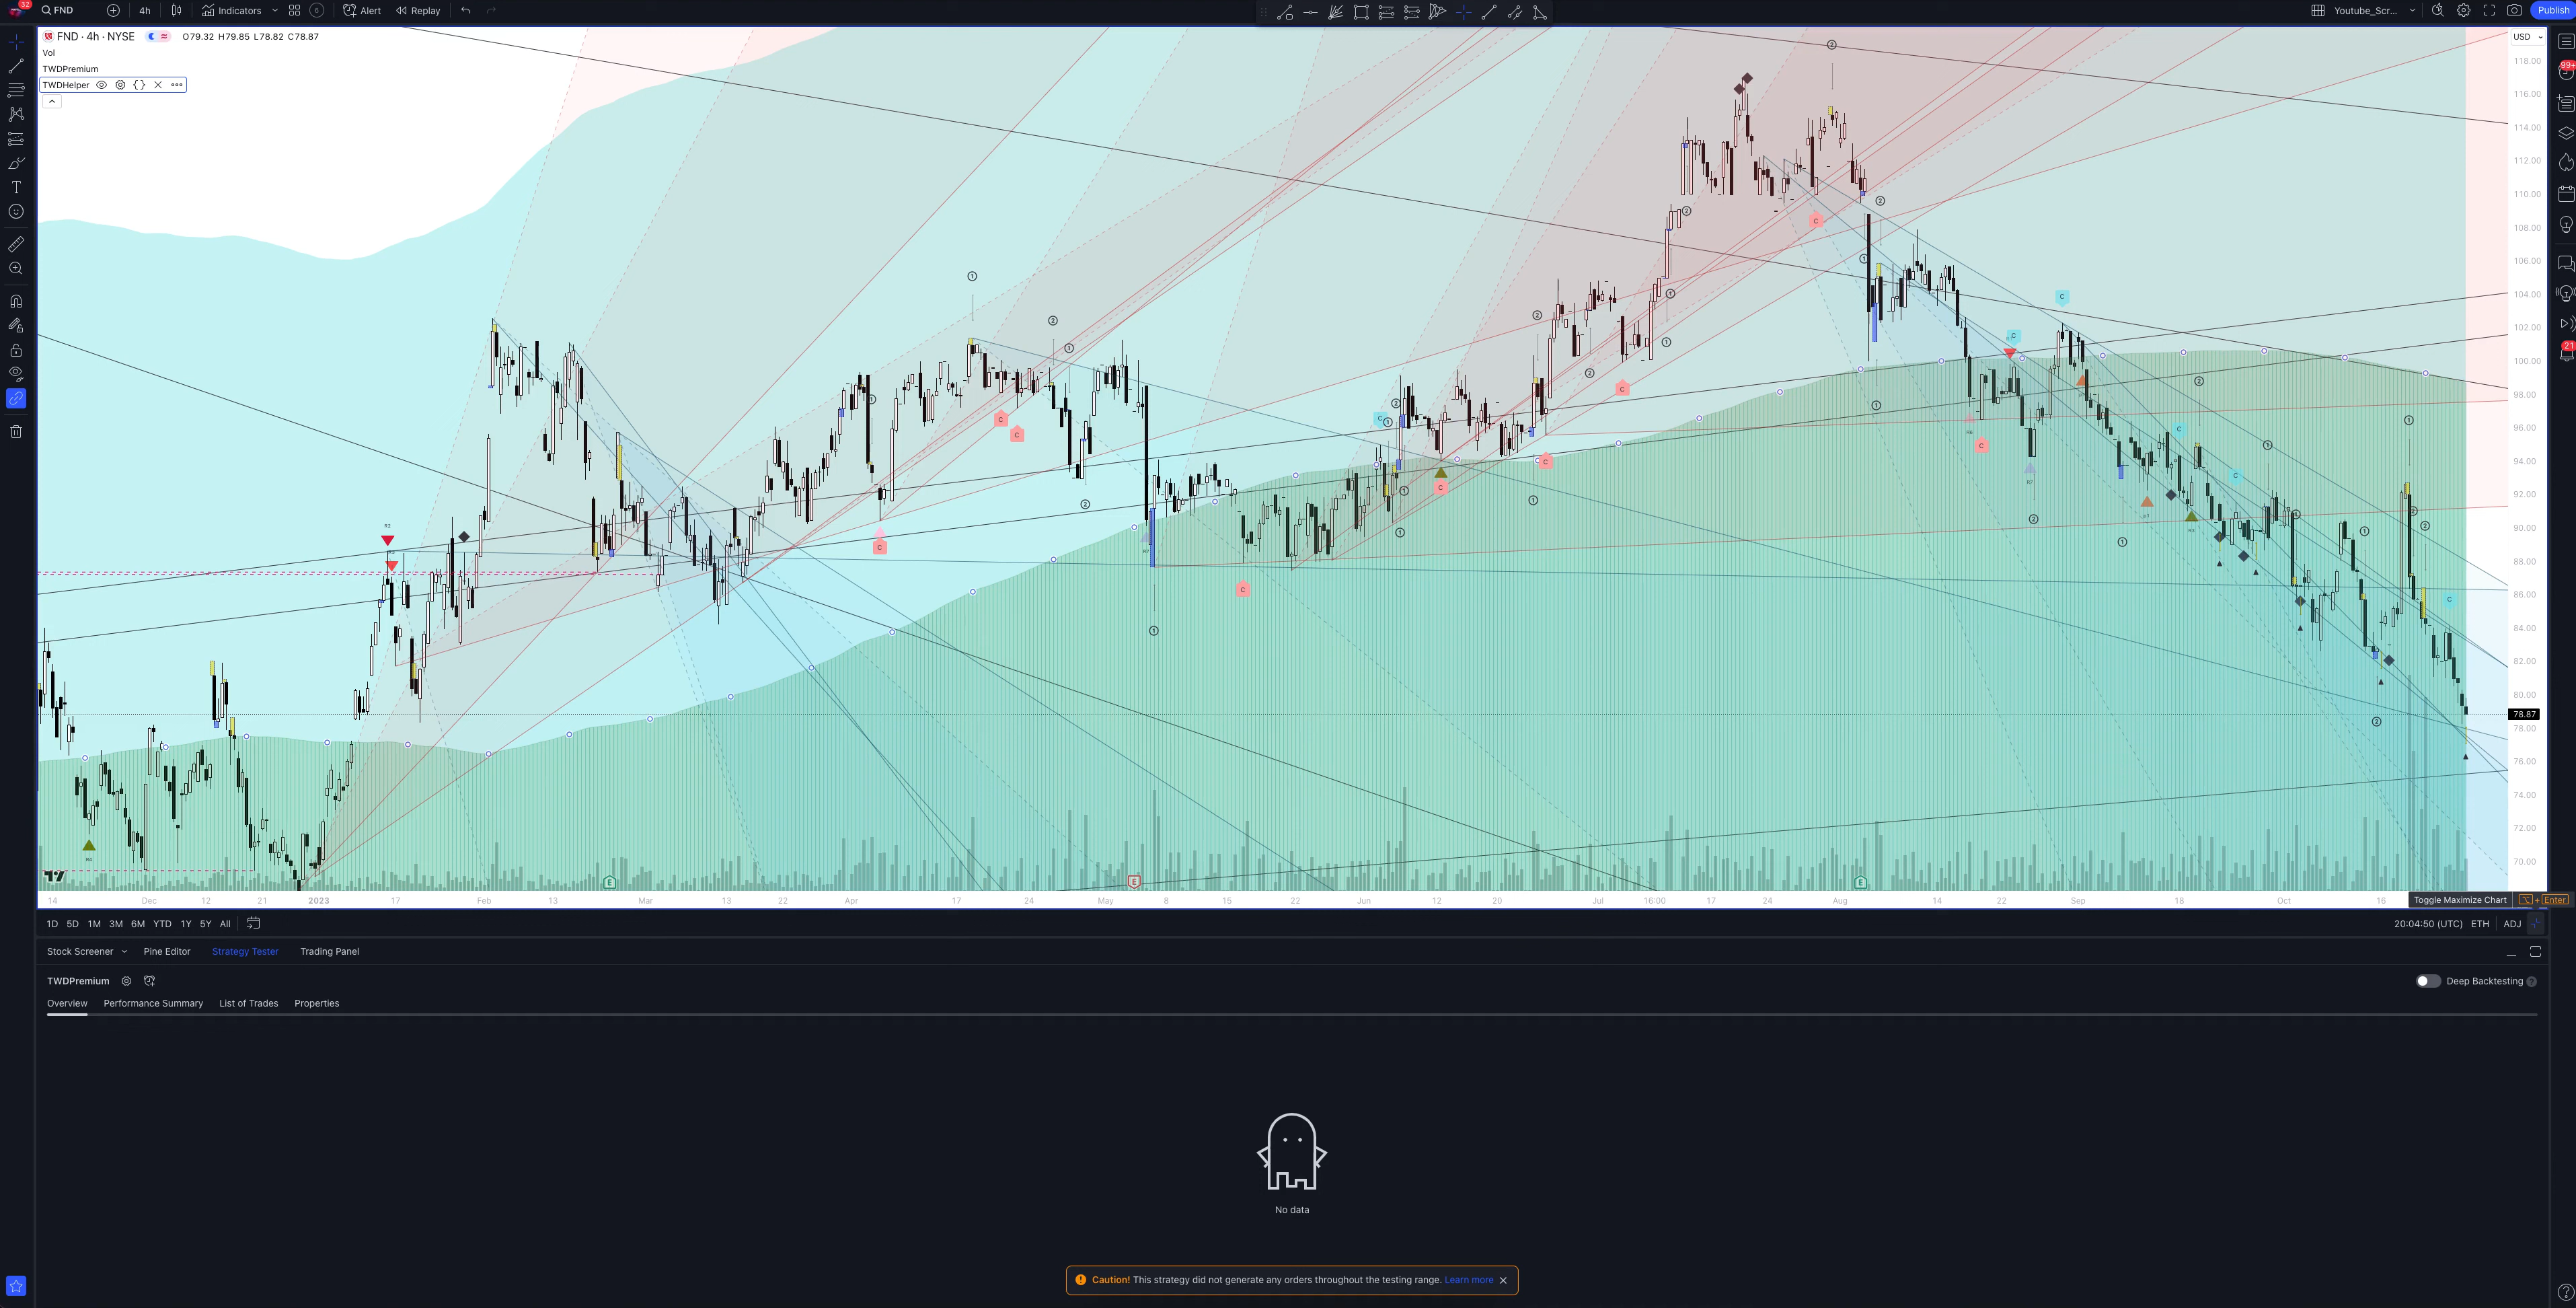 32 FND 4h Indicators Alert Replay Youtube_Scr... Publish
FND · 4h · NYSE O79.32 H79.85 L78.82 C78.87
Vol
TWDPremium
TWDHelper
USD
118.00
116.00
114.00
112.00
110.00
108.00
106.00
104.00
102.00
100.00
98.00
96.00
94.00
92.00
90.00
88.00
86.00
84.00
82.00
80.00
78.87
78.00
76.00
74.00
72.00
70.00
99+
21
14 Dec 12 21 2023 17 Feb 13 22 Mar 13 22 Apr 17 24 May 8 15 22 Jun 12 20 Jul 16:00 17 24 Aug 14 22 Sep 18 Oct 16
Toggle Maximize Chart ⌥ + Enter
1D 5D 1M 3M 6M YTD 1Y 5Y All 20:04:50 (UTC) ETH ADJ
Stock Screener Pine Editor Strategy Tester Trading Panel
TWDPremium Deep Backtesting
Overview Performance Summary List of Trades Properties
No data
Caution! This strategy did not generate any orders throughout the testing range. Learn more